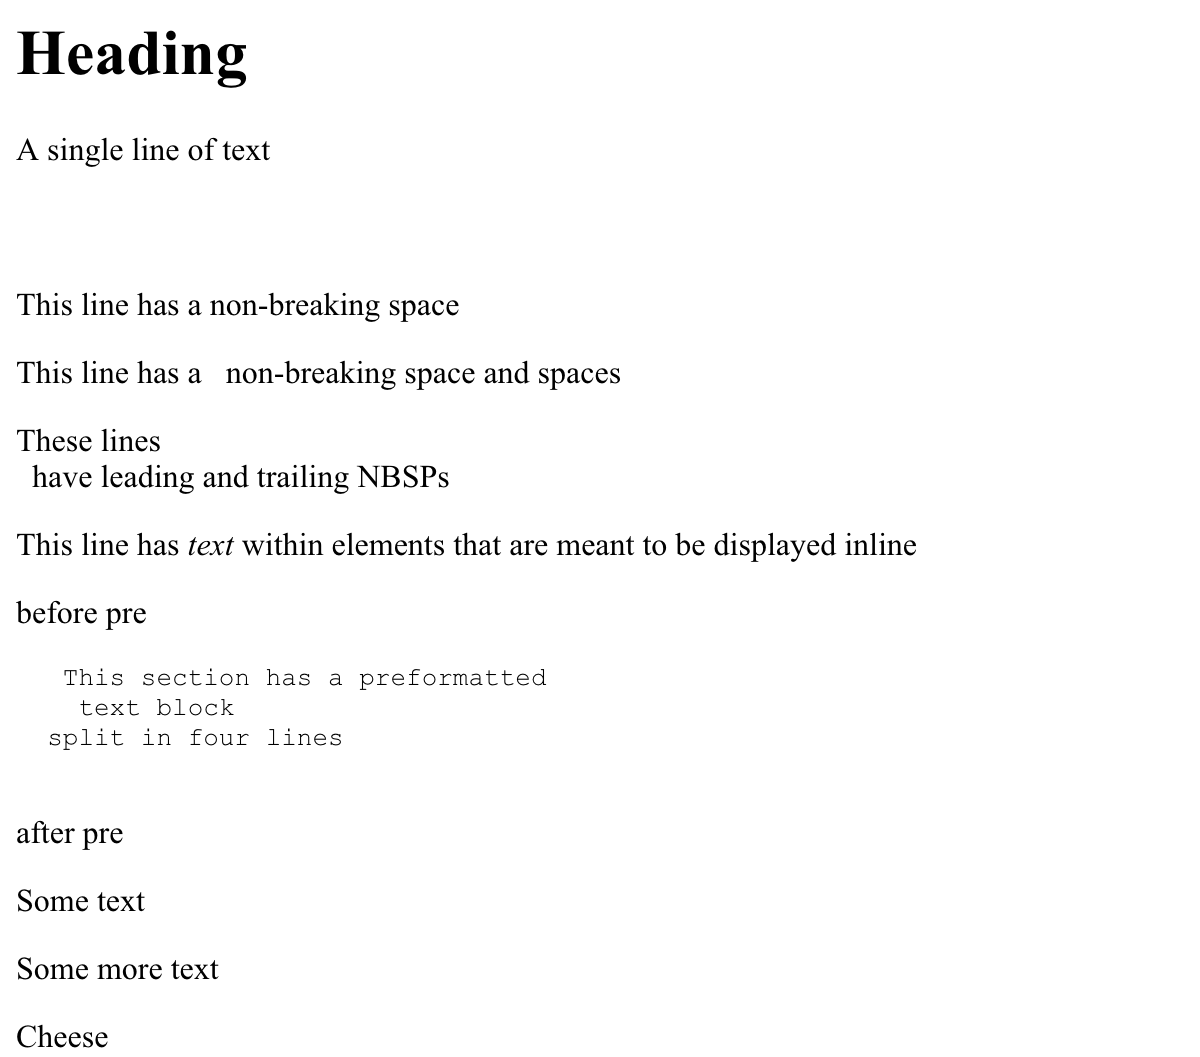 Heading
A single line of text
This line has a non-breaking space
This line has a   non-breaking space and spaces
These lines
  have leading and trailing NBSPs
This line has text within elements that are meant to be displayed inline
before pre
   This section has a preformatted
    text block
  split in four lines
after pre
Some text
Some more text
Cheese